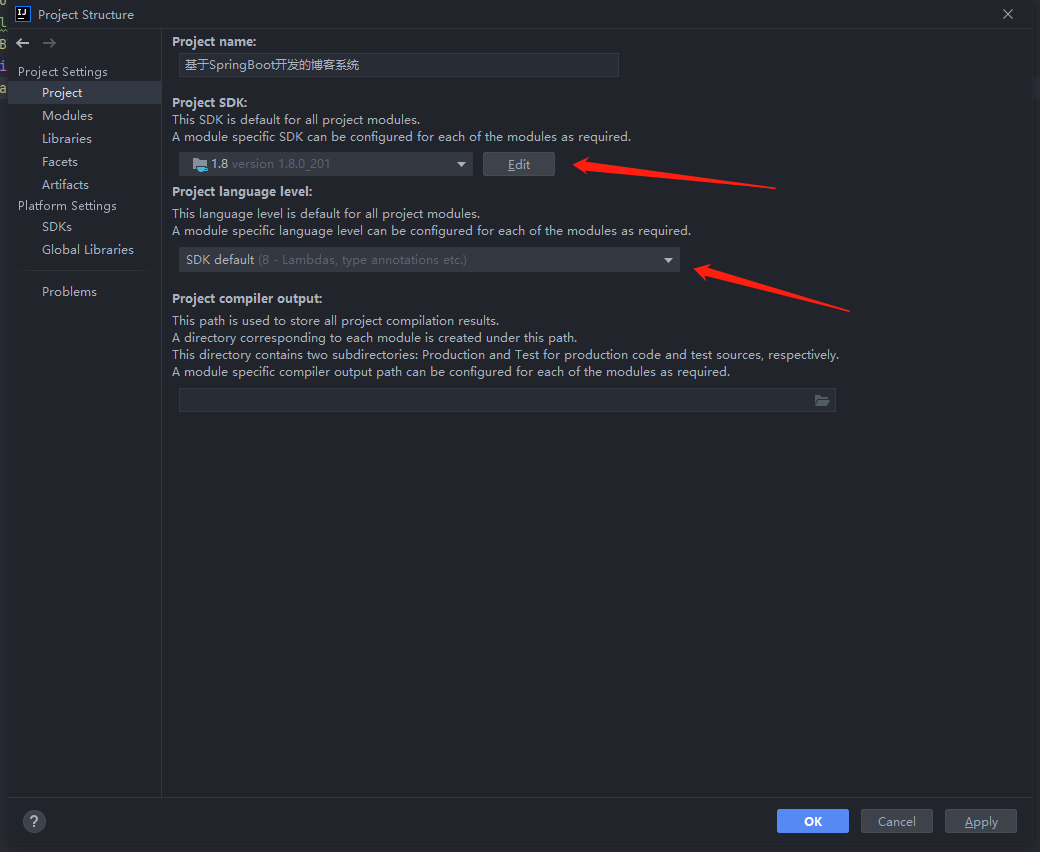 Project Structure
Project Settings
Project
Modules
Libraries
Facets
Artifacts
Platform Settings
SDKs
Global Libraries
Problems
Project name:
基于SpringBoot开发的博客系统
Project SDK:
This SDK is default for all project modules.
A module specific SDK can be configured for each of the modules as required.
1.8 version 1.8.0_201
Edit
Project language level:
This language level is default for all project modules.
A module specific language level can be configured for each of the modules as required.
SDK default (8 - Lambdas, type annotations etc.)
Project compiler output:
This path is used to store all project compilation results.
A directory corresponding to each module is created under this path.
This directory contains two subdirectories: Production and Test for production code and test sources, respectively.
A module specific compiler output path can be configured for each of the modules as required.
?
OK
Cancel
Apply